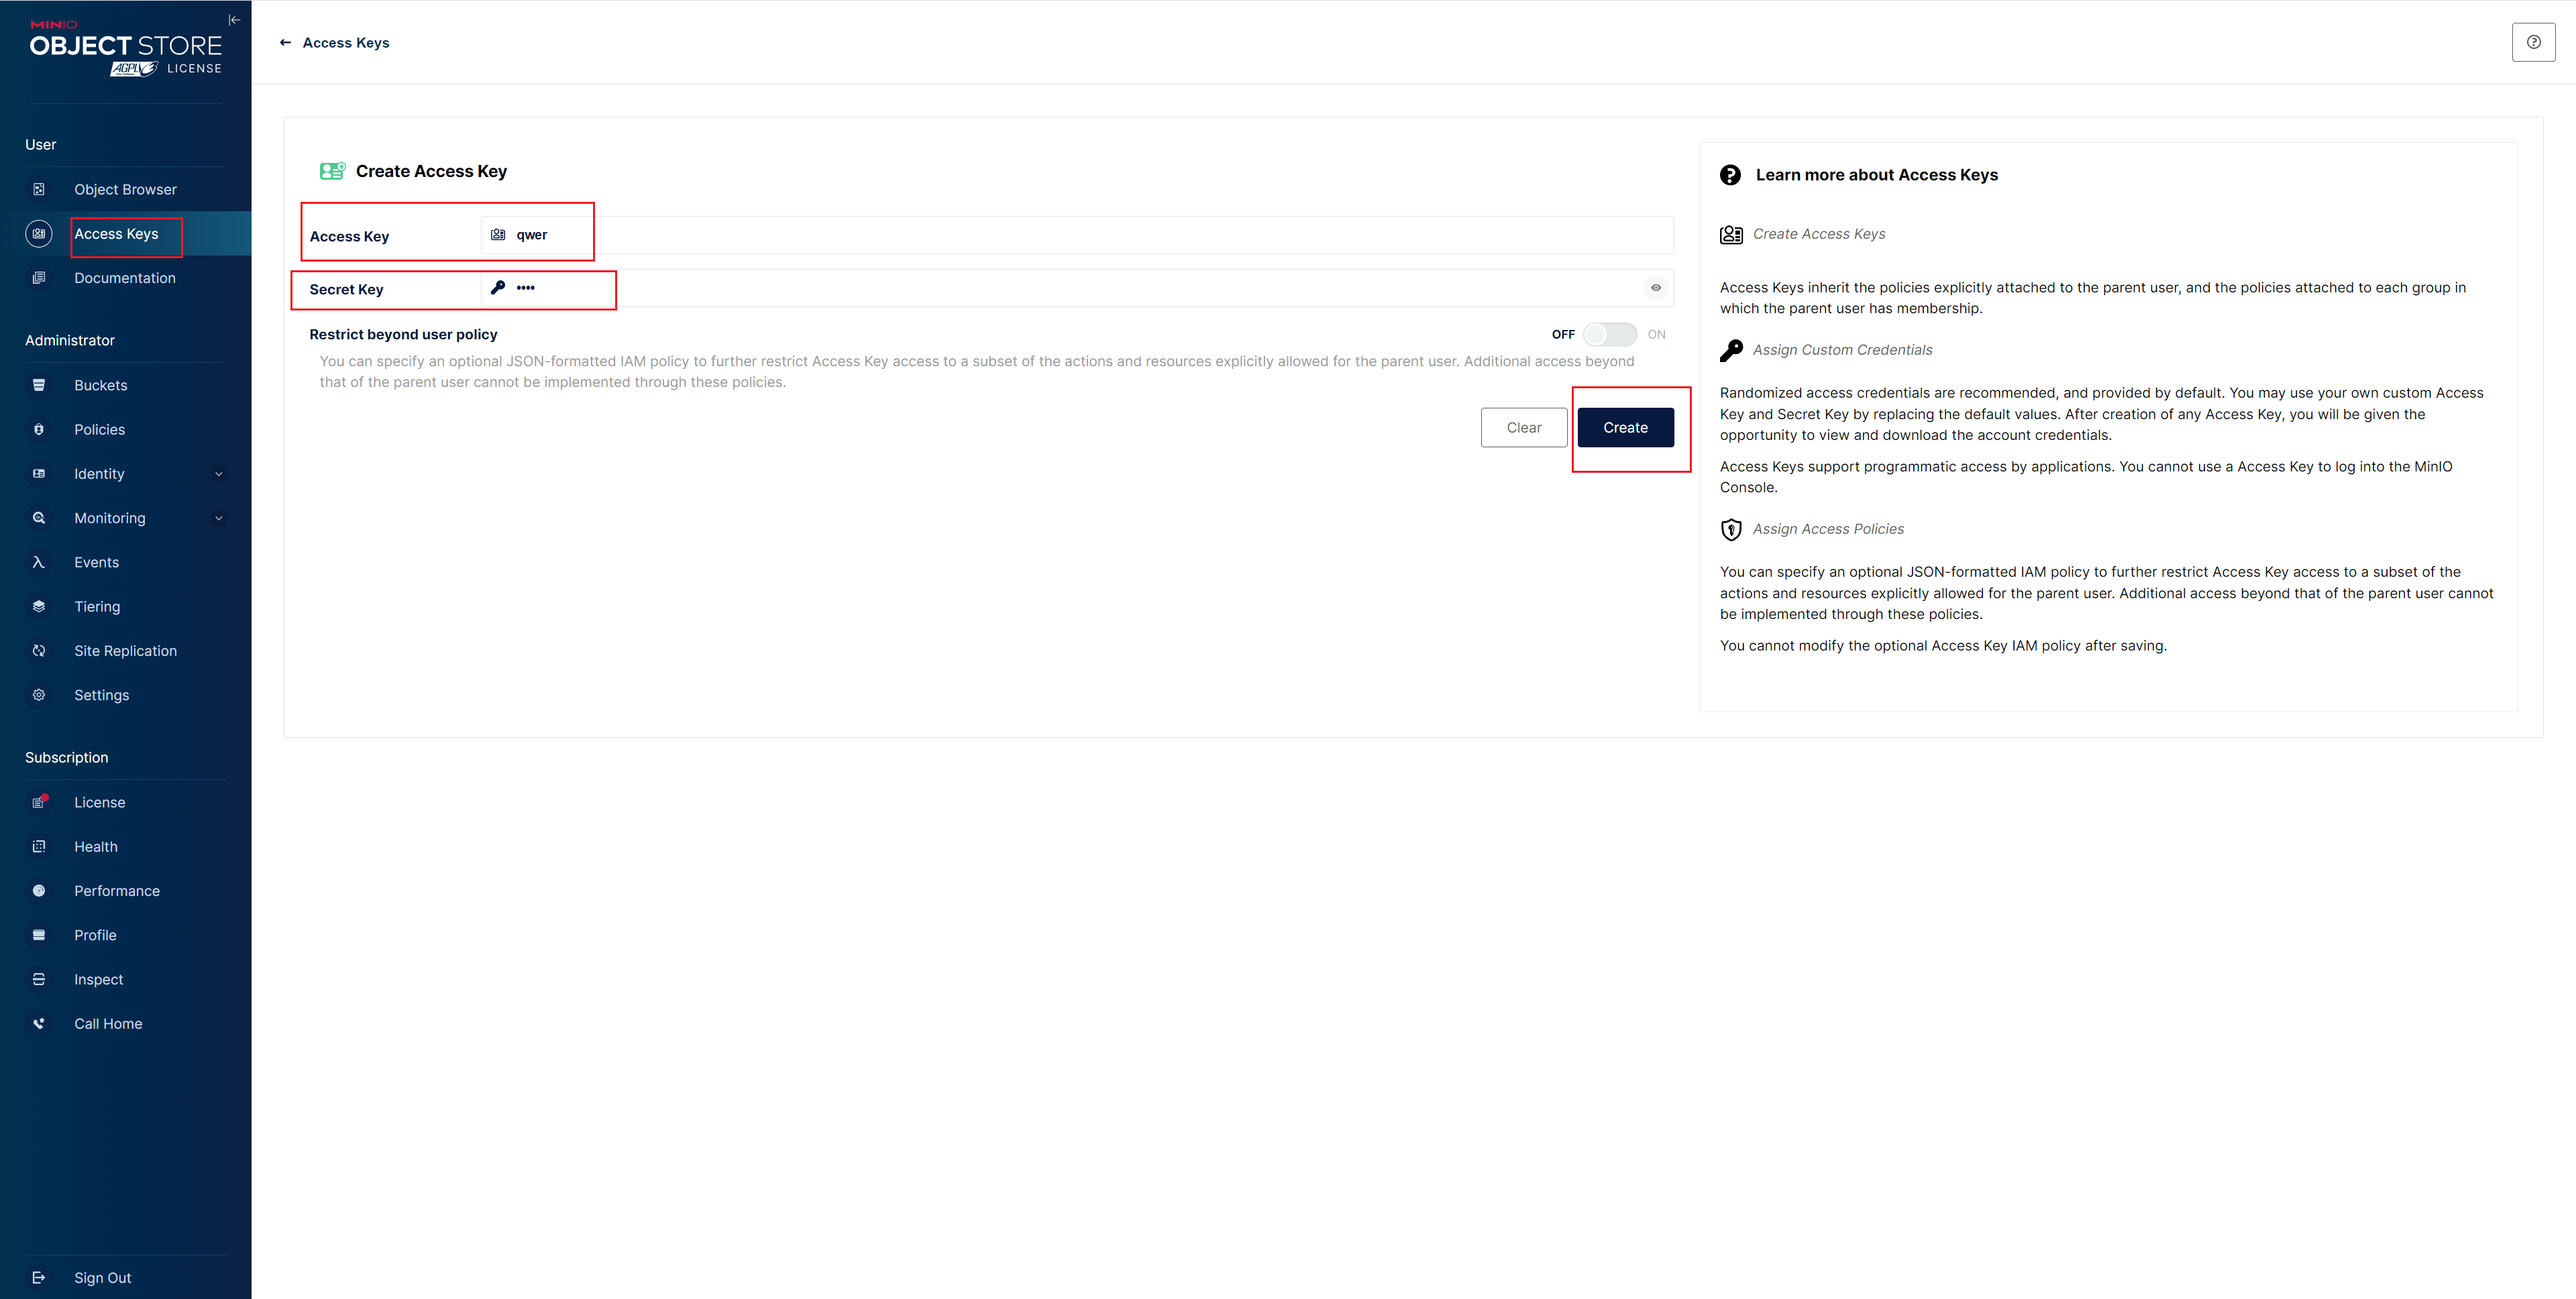 MINIO
OBJECT STORE
AGPLv3 LICENSE
User
Object Browser
Access Keys
Documentation
Administrator
Buckets
Policies
Identity
Monitoring
Events
Tiering
Site Replication
Settings
Subscription
License
Health
Performance
Profile
Inspect
Call Home
Sign Out
← Access Keys
Create Access Key
Access Key qwer
Secret Key ••••
Restrict beyond user policy OFF ON
You can specify an optional JSON-formatted IAM policy to further restrict Access Key access to a subset of the actions and resources explicitly allowed for the parent user. Additional access beyond
that of the parent user cannot be implemented through these policies.
Clear Create
Learn more about Access Keys
Create Access Keys
Access Keys inherit the policies explicitly attached to the parent user, and the policies attached to each group in
which the parent user has membership.
Assign Custom Credentials
Randomized access credentials are recommended, and provided by default. You may use your own custom Access
Key and Secret Key by replacing the default values. After creation of any Access Key, you will be given the
opportunity to view and download the account credentials.
Access Keys support programmatic access by applications. You cannot use a Access Key to log into the MinIO
Console.
Assign Access Policies
You can specify an optional JSON-formatted IAM policy to further restrict Access Key access to a subset of the
actions and resources explicitly allowed for the parent user. Additional access beyond that of the parent user cannot
be implemented through these policies.
You cannot modify the optional Access Key IAM policy after saving.